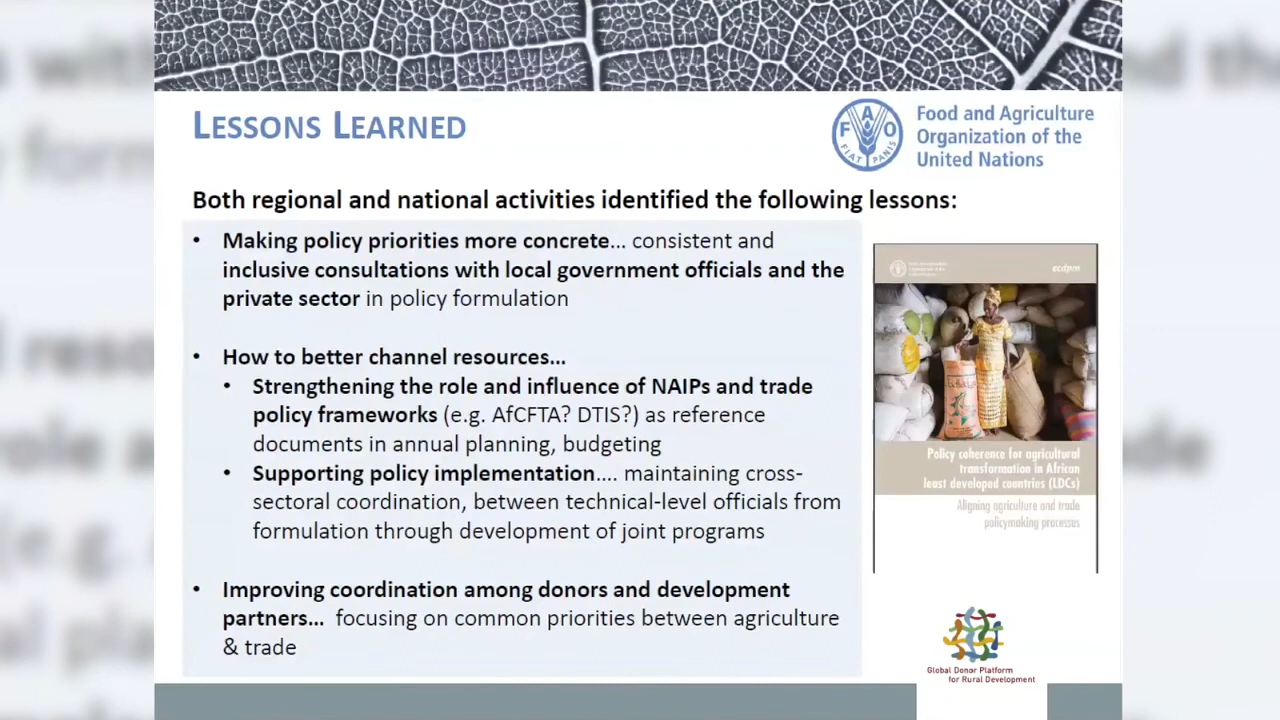 LESSONS LEARNED
FAO
FIAT PANIS
Food and Agriculture
Organization of the
United Nations
Both regional and national activities identified the following lessons:
• Making policy priorities more concrete... consistent and
inclusive consultations with local government officials and the
private sector in policy formulation
• How to better channel resources...
• Strengthening the role and influence of NAIPs and trade
policy frameworks (e.g. AfCFTA? DTIS?) as reference
documents in annual planning, budgeting
• Supporting policy implementation.... maintaining cross-
sectoral coordination, between technical-level officials from
formulation through development of joint programs
• Improving coordination among donors and development
partners... focusing on common priorities between agriculture
& trade
ecdpm
Policy coherence for agricultural
transformation in African
least developed countries (LDCs)
Aligning agriculture and trade
policymaking processes
Global Donor Platform
for Rural Development